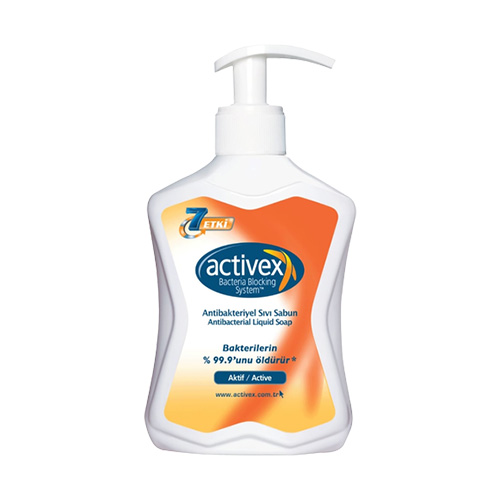 7
ETKİ
activex
Bacteria Blocking
System™
Antibakteriyel Sıvı Sabun
Antibacterial Liquid Soap
Bakterilerin
% 99.9'unu öldürür*
Aktif / Active
www.activex.com.tr